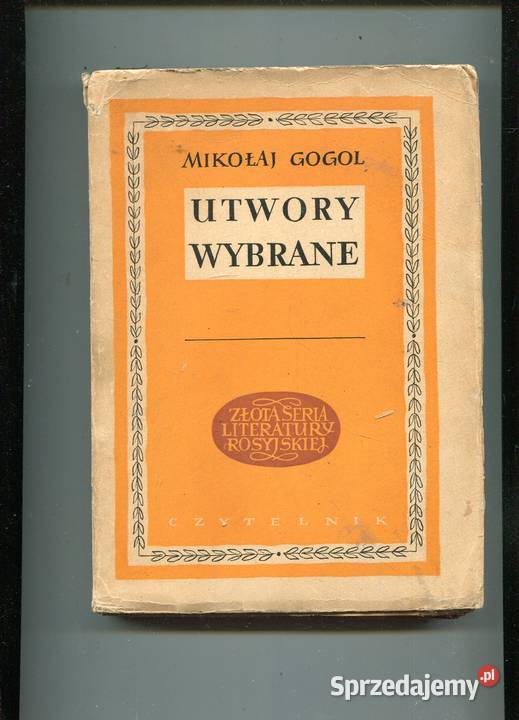 MIKOŁAJ GOGOL
UTWORY
WYBRANE
ZŁOTA SERIA
LITERATURY
ROSYJSKIEJ
CZYTELNIK
Sprzedajemy.pl